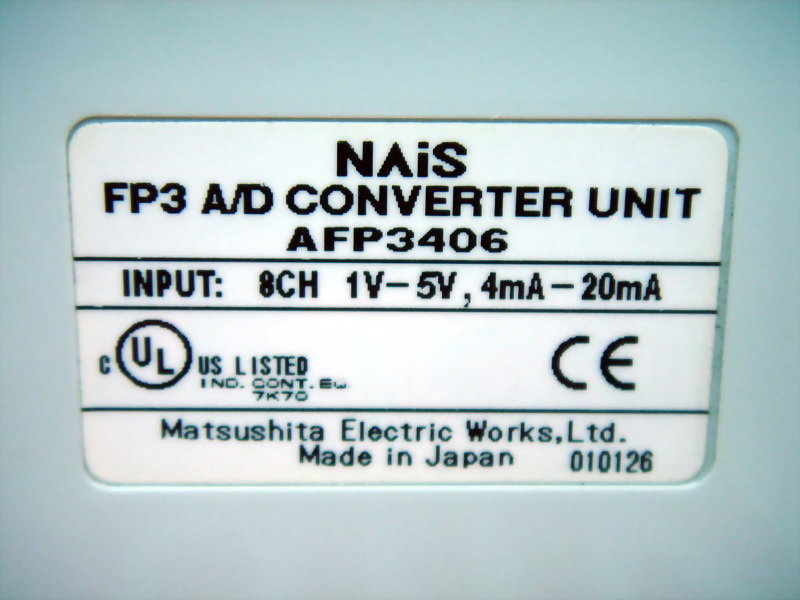 NAiS
FP3 A/D CONVERTER UNIT
AFP3406
INPUT: 8CH 1V-5V, 4mA-20mA
C UL US LISTED CE
IND. CONT. EQ.
7K70
Matsushita Electric Works,Ltd.
Made in Japan 010126